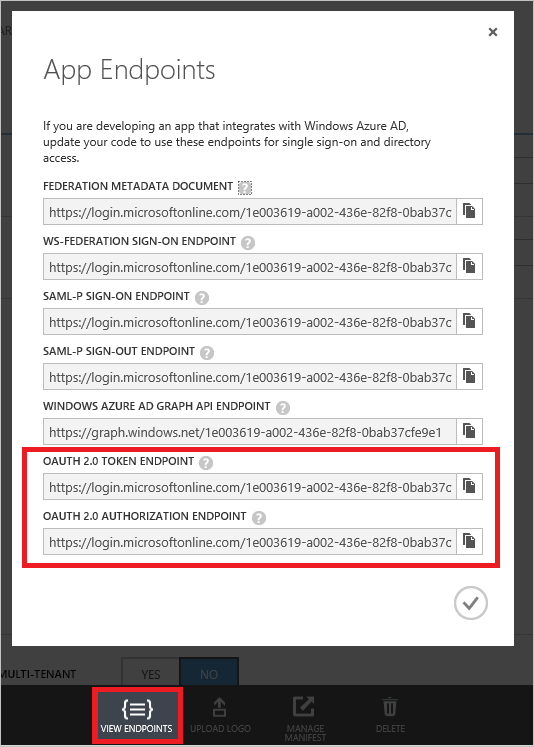 AR
×
App Endpoints
If you are developing an app that integrates with Windows Azure AD,
update your code to use these endpoints for single sign-on and directory
access.
FEDERATION METADATA DOCUMENT ?
https://login.microsoftonline.com/1e003619-a002-436e-82f8-0bab37c
WS-FEDERATION SIGN-ON ENDPOINT ?
https://login.microsoftonline.com/1e003619-a002-436e-82f8-0bab37c
SAML-P SIGN-ON ENDPOINT ?
https://login.microsoftonline.com/1e003619-a002-436e-82f8-0bab37c
SAML-P SIGN-OUT ENDPOINT ?
https://login.microsoftonline.com/1e003619-a002-436e-82f8-0bab37c
WINDOWS AZURE AD GRAPH API ENDPOINT ?
https://graph.windows.net/1e003619-a002-436e-82f8-0bab37cfe9e1
OAUTH 2.0 TOKEN ENDPOINT ?
https://login.microsoftonline.com/1e003619-a002-436e-82f8-0bab37c
OAUTH 2.0 AUTHORIZATION ENDPOINT ?
https://login.microsoftonline.com/1e003619-a002-436e-82f8-0bab37c
MULTI-TENANT YES NO
VIEW ENDPOINTS UPLOAD LOGO MANAGE MANIFEST DELETE